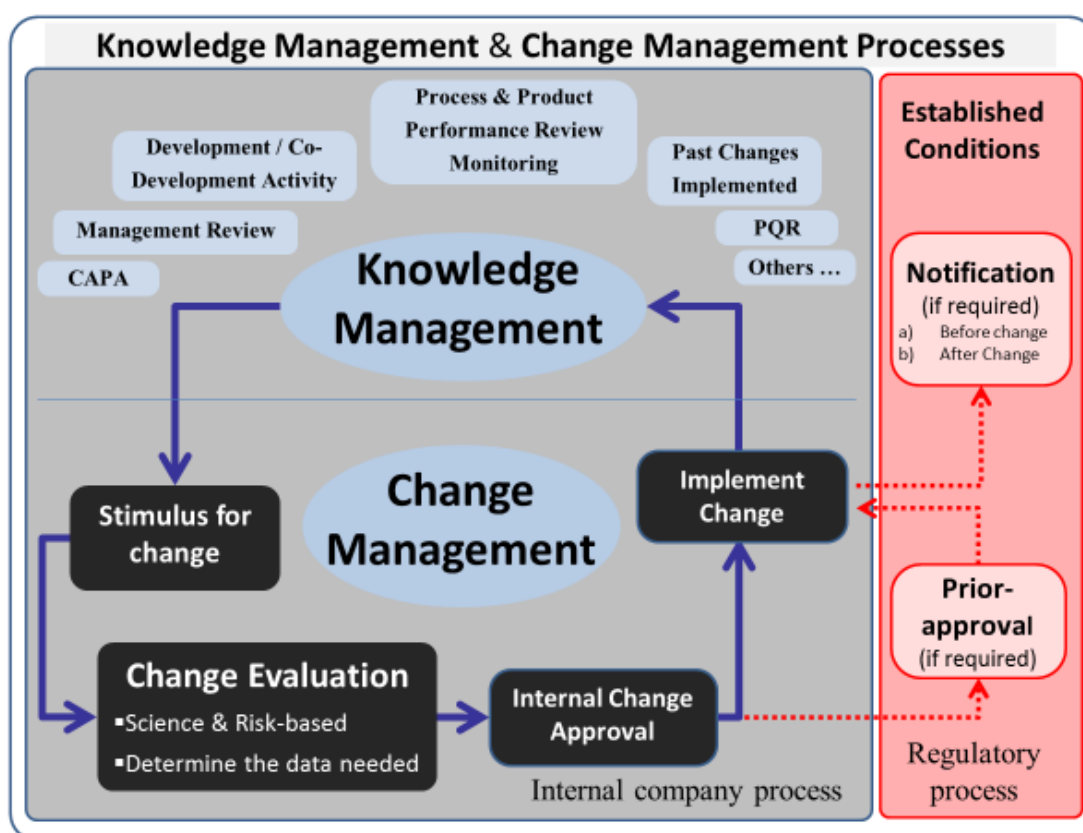 Knowledge Management & Change Management Processes
Process & Product
Performance Review
Monitoring
Development / Co-
Development Activity
Past Changes
Implemented
Management Review
PQR
CAPA
Others ...
Knowledge
Management
Stimulus for
change
Change
Management
Implement
Change
Change Evaluation
▪Science & Risk-based
▪Determine the data needed
Internal Change
Approval
Internal company process
Established
Conditions
Notification
(if required)
a) Before change
b) After Change
Prior-
approval
(if required)
Regulatory
process